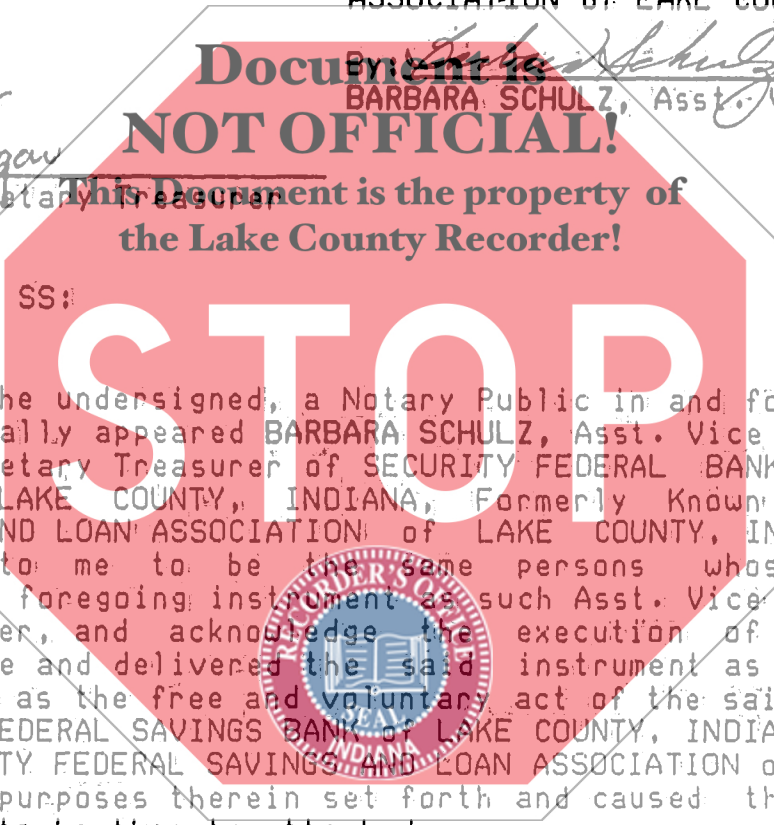 ASSOCIATION OF LAKE COU
By: Barbara Schulz
BARBARA SCHULZ, Asst. V
Document is
NOT OFFICIAL!
gau
etary Treasurer
This Document is the property of
the Lake County Recorder!
SS:
STOP
he undersigned, a Notary Public in and fo
ally appeared BARBARA SCHULZ, Asst. Vice
etary Treasurer of SECURITY FEDERAL BANK
LAKE COUNTY, INDIANA, Formerly Known
ND LOAN ASSOCIATION of LAKE COUNTY, IN
to me to be the same persons whos
foregoing instrument as such Asst. Vice
er, and acknowledge the execution of
e and delivered the said instrument as
as the free and voluntary act of the sai
EDERAL SAVINGS BANK of LAKE COUNTY, INDIA
TY FEDERAL SAVINGS AND LOAN ASSOCIATION o
purposes therein set forth and caused th
RECORDER'S OFFICE
SEAL
INDIANA